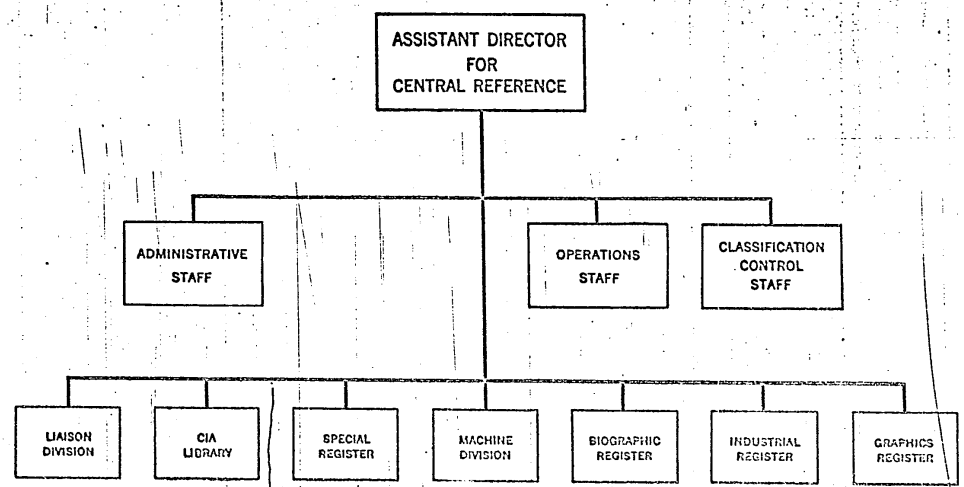 ASSISTANT DIRECTOR
FOR
CENTRAL REFERENCE
ADMINISTRATIVE
STAFF
OPERATIONS
STAFF
CLASSIFICATION
CONTROL
STAFF
LIAISON
DIVISION
CIA
LIBRARY
SPECIAL
REGISTER
MACHINE
DIVISION
BIOGRAPHIC
REGISTER
INDUSTRIAL
REGISTER
GRAPHICS
REGISTER